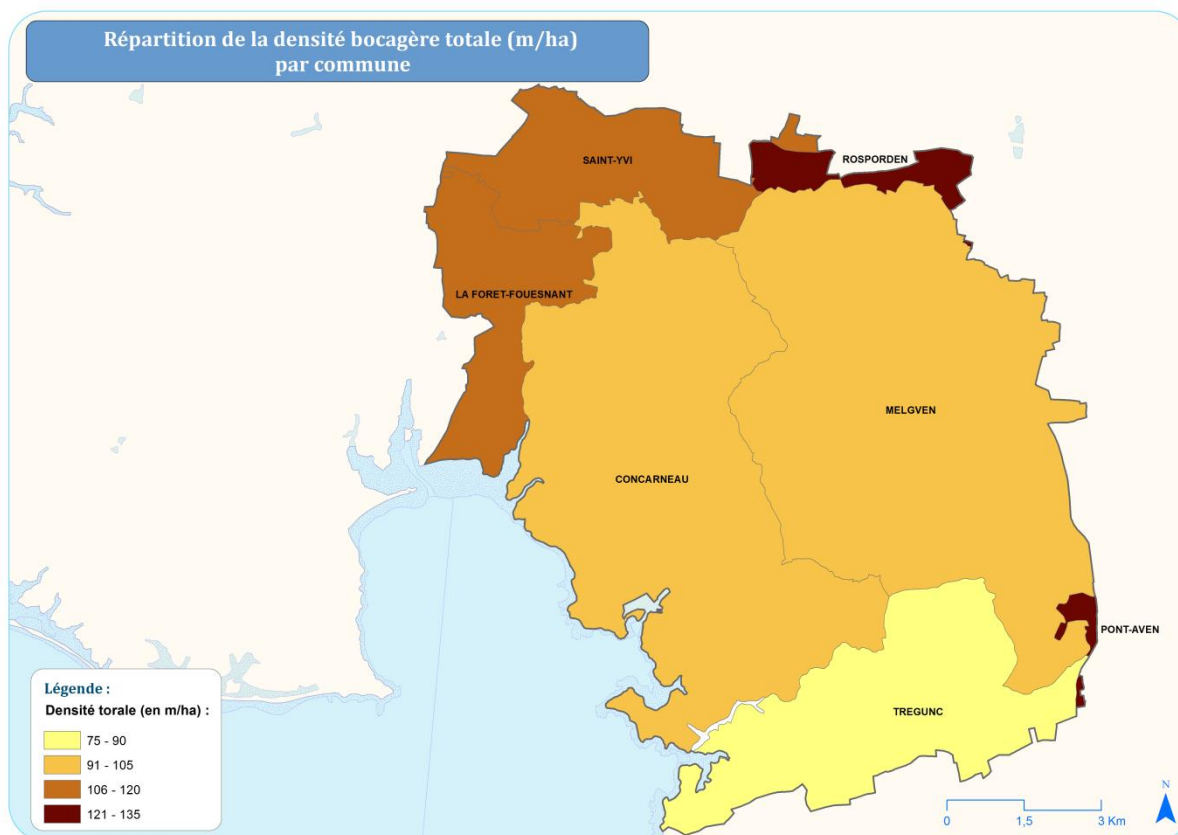 Répartition de la densité bocagère totale (m/ha)
par commune
SAINT-YVI
ROSPORDEN
LA FORET-FOUESNANT
MELGVEN
CONCARNEAU
PONT-AVEN
TREGUNC
Légende :
Densité torale (en m/ha) :
75 - 90
91 - 105
106 - 120
121 - 135
N
0 1,5 3 Km